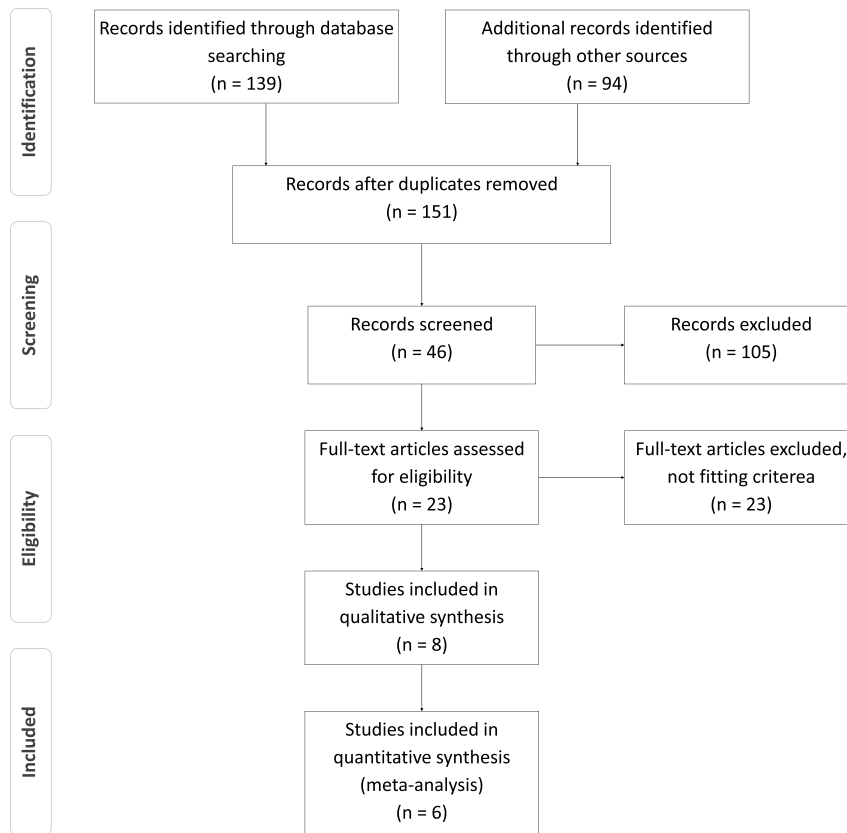 Identification
Records identified through database
searching
(n = 139)
Additional records identified
through other sources
(n = 94)
Records after duplicates removed
(n = 151)
Screening
Records screened
(n = 46)
Records excluded
(n = 105)
Eligibility
Full-text articles assessed
for eligibility
(n = 23)
Full-text articles excluded,
not fitting criterea
(n = 23)
Studies included in
qualitative synthesis
(n = 8)
Included
Studies included in
quantitative synthesis
(meta-analysis)
(n = 6)